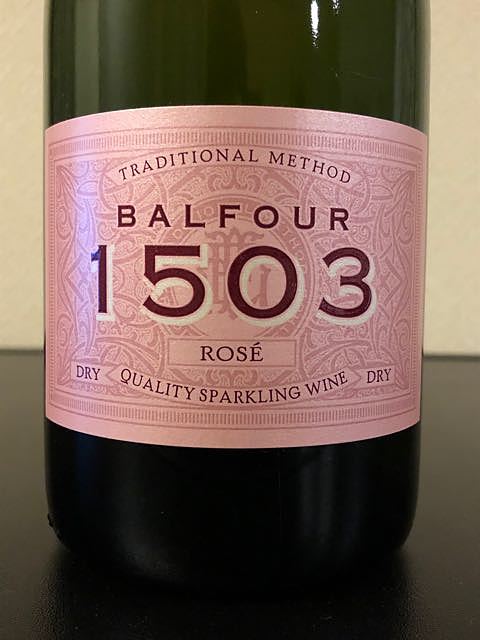 TRADITIONAL METHOD
BALFOUR
1503
ROSÉ
DRY QUALITY SPARKLING WINE DRY